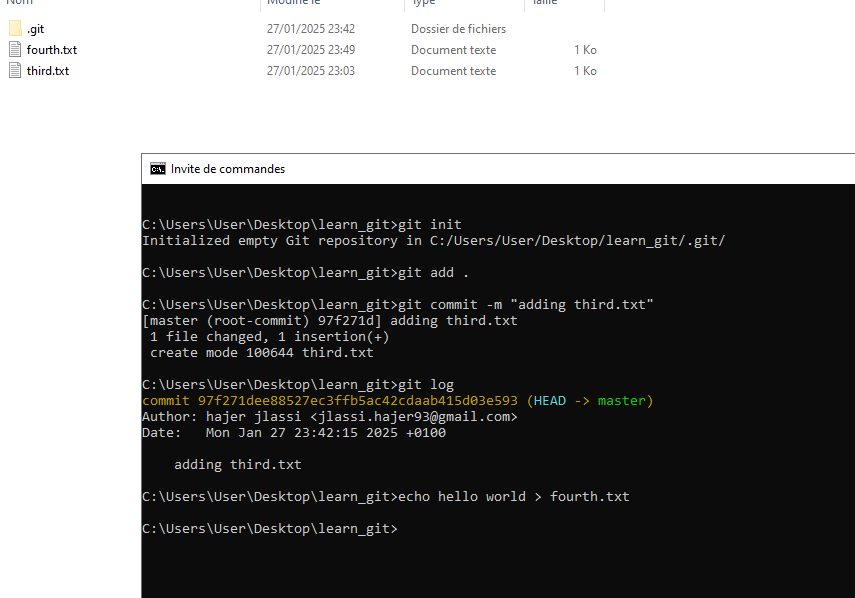 Nom Modifié le Type Taille
.git 27/01/2025 23:42 Dossier de fichiers
fourth.txt 27/01/2025 23:49 Document texte 1 Ko
third.txt 27/01/2025 23:03 Document texte 1 Ko
Invite de commandes
C:\Users\User\Desktop\learn_git>git init
Initialized empty Git repository in C:/Users/User/Desktop/learn_git/.git/
C:\Users\User\Desktop\learn_git>git add .
C:\Users\User\Desktop\learn_git>git commit -m "adding third.txt"
[master (root-commit) 97f271d] adding third.txt
1 file changed, 1 insertion(+)
create mode 100644 third.txt
C:\Users\User\Desktop\learn_git>git log
commit 97f271dee88527ec3ffb5ac42cdaab415d03e593 (HEAD -> master)
Author: hajer jlassi <jlassi.hajer93@gmail.com>
Date: Mon Jan 27 23:42:15 2025 +0100
adding third.txt
C:\Users\User\Desktop\learn_git>echo hello world > fourth.txt
C:\Users\User\Desktop\learn_git>